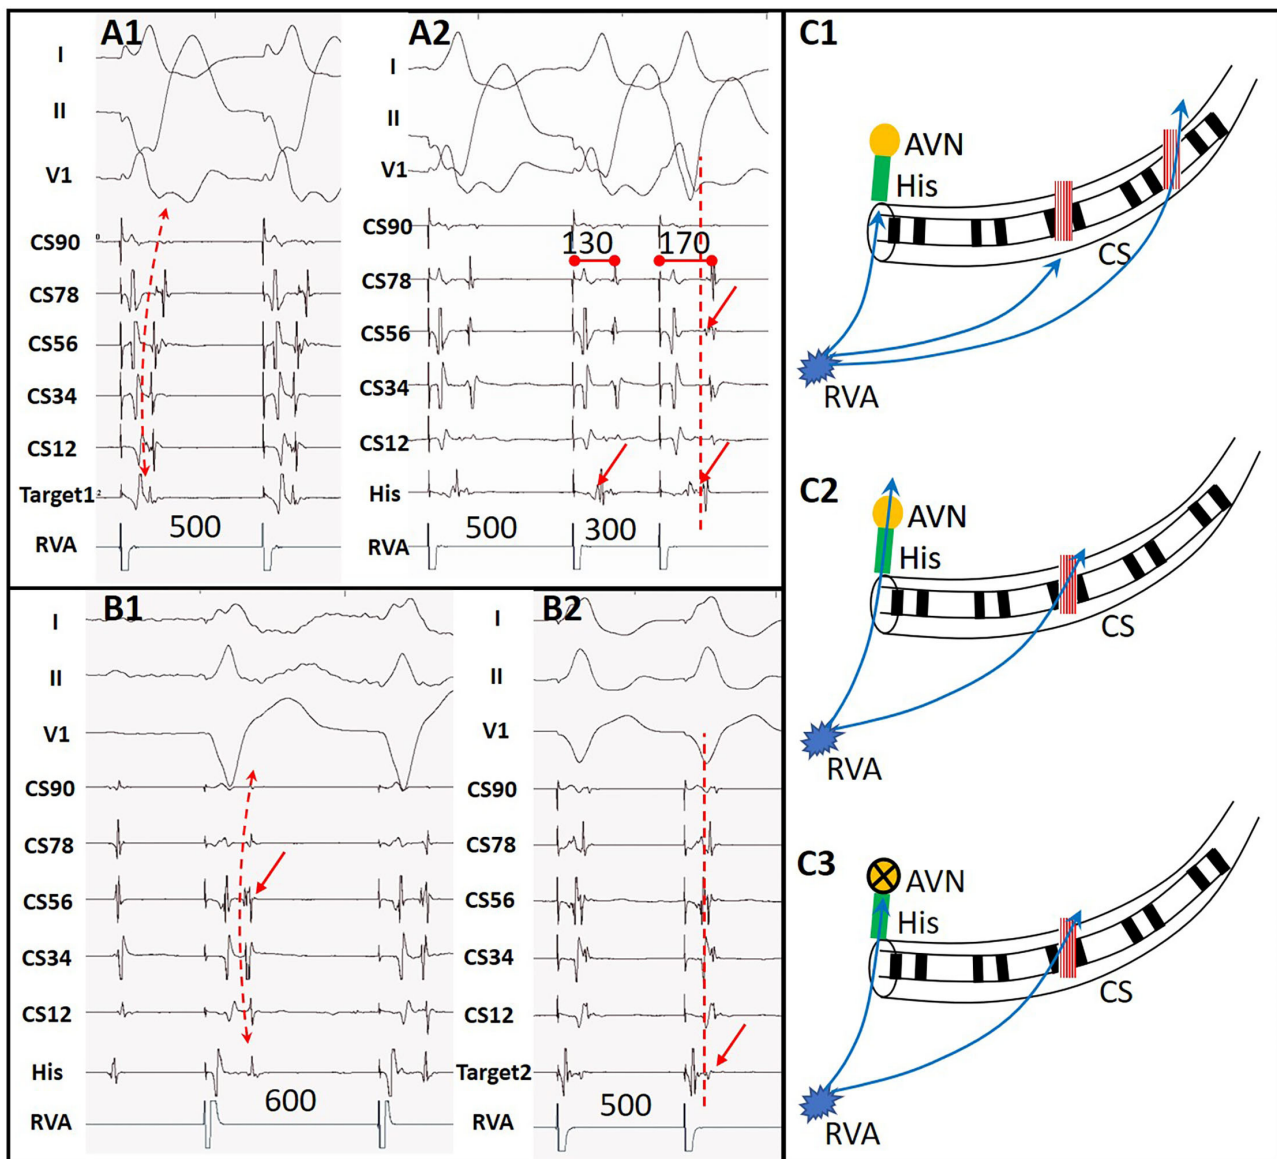 A1
I
II
V1
CS90
CS78
CS56
CS34
CS12
Target1
500
RVA
A2
I
II
V1
CS90
130 170
CS78
CS56
CS34
CS12
His
500 300
RVA
B1
I
II
V1
CS90
CS78
CS56
CS34
CS12
His
600
RVA
B2
I
II
V1
CS90
CS78
CS56
CS34
CS12
Target2
500
RVA
C1
AVN
His
CS
RVA
C2
AVN
His
CS
RVA
C3
AVN
His
CS
RVA